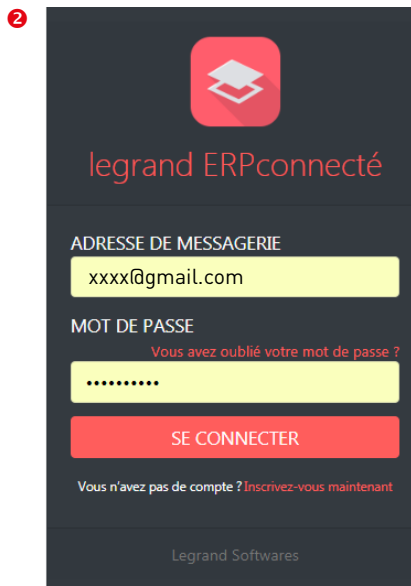 2
legrand ERPconnecté
ADRESSE DE MESSAGERIE
xxxx@gmail.com
MOT DE PASSE
Vous avez oublié votre mot de passe ?
••••••••••
SE CONNECTER
Vous n'avez pas de compte ? Inscrivez-vous maintenant
Legrand Softwares